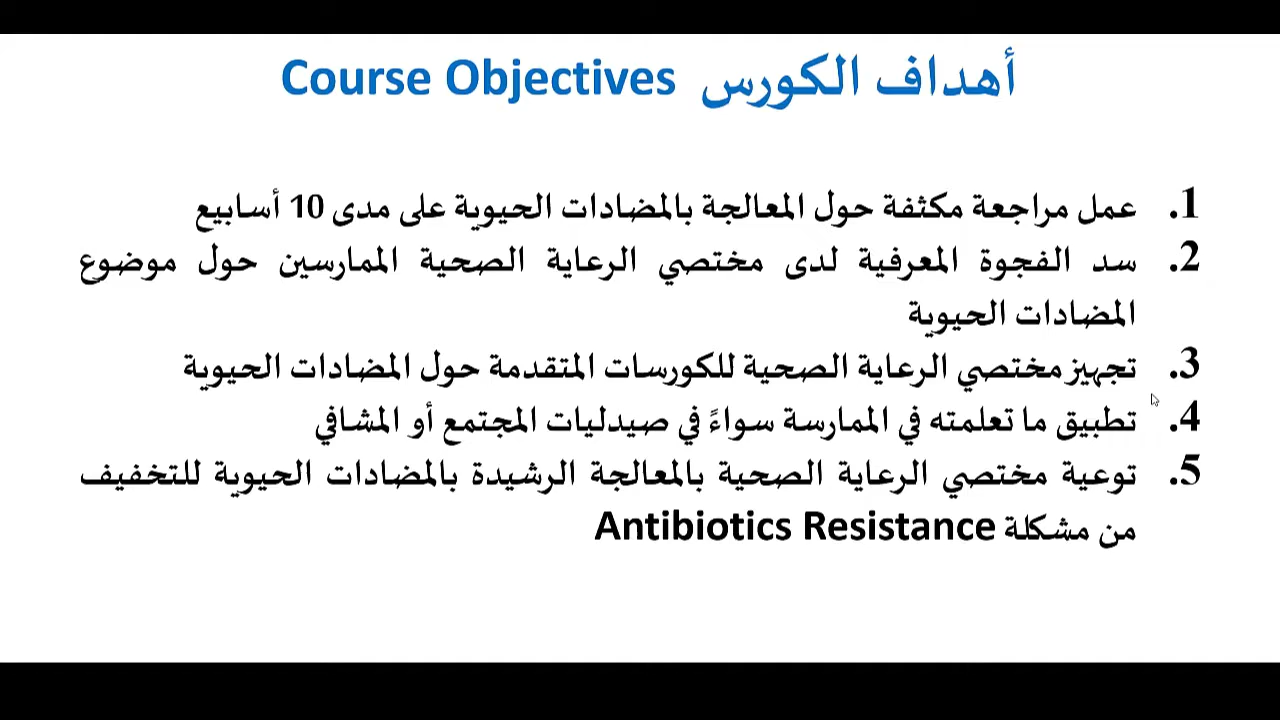 أهداف الكورس Course Objectives
1. عمل مراجعة مكثفة حول المعالجة بالمضادات الحيوية على مدى 10 أسابيع
2. سد الفجوة المعرفية لدى مختصي الرعاية الصحية الممارسين حول موضوع
المضادات الحيوية
3. تجهيز مختصي الرعاية الصحية للكورسات المتقدمة حول المضادات الحيوية
4. تطبيق ما تعلمته في الممارسة سواءً في صيدليات المجتمع أو المشافي
5. توعية مختصي الرعاية الصحية بالمعالجة الرشيدة بالمضادات الحيوية للتخفيف
من مشكلة Antibiotics Resistance